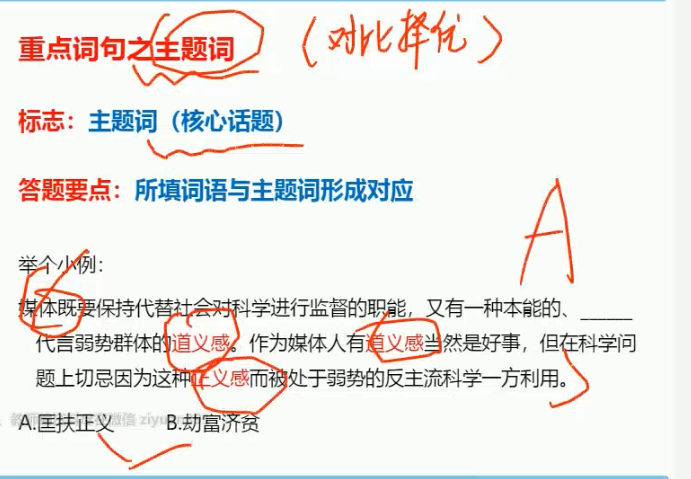 重点词句之主题词 (对比择优)
标志：主题词（核心话题）
答题要点：所填词语与主题词形成对应
A
举个小例：
媒体既要保持代替社会对科学进行监督的职能，又有一种本能的、______
代言弱势群体的道义感。作为媒体人有道义感当然是好事，但在科学问
题上切忌因为这种正义感而被处于弱势的反主流科学一方利用。
A.匡扶正义 B.劫富济贫